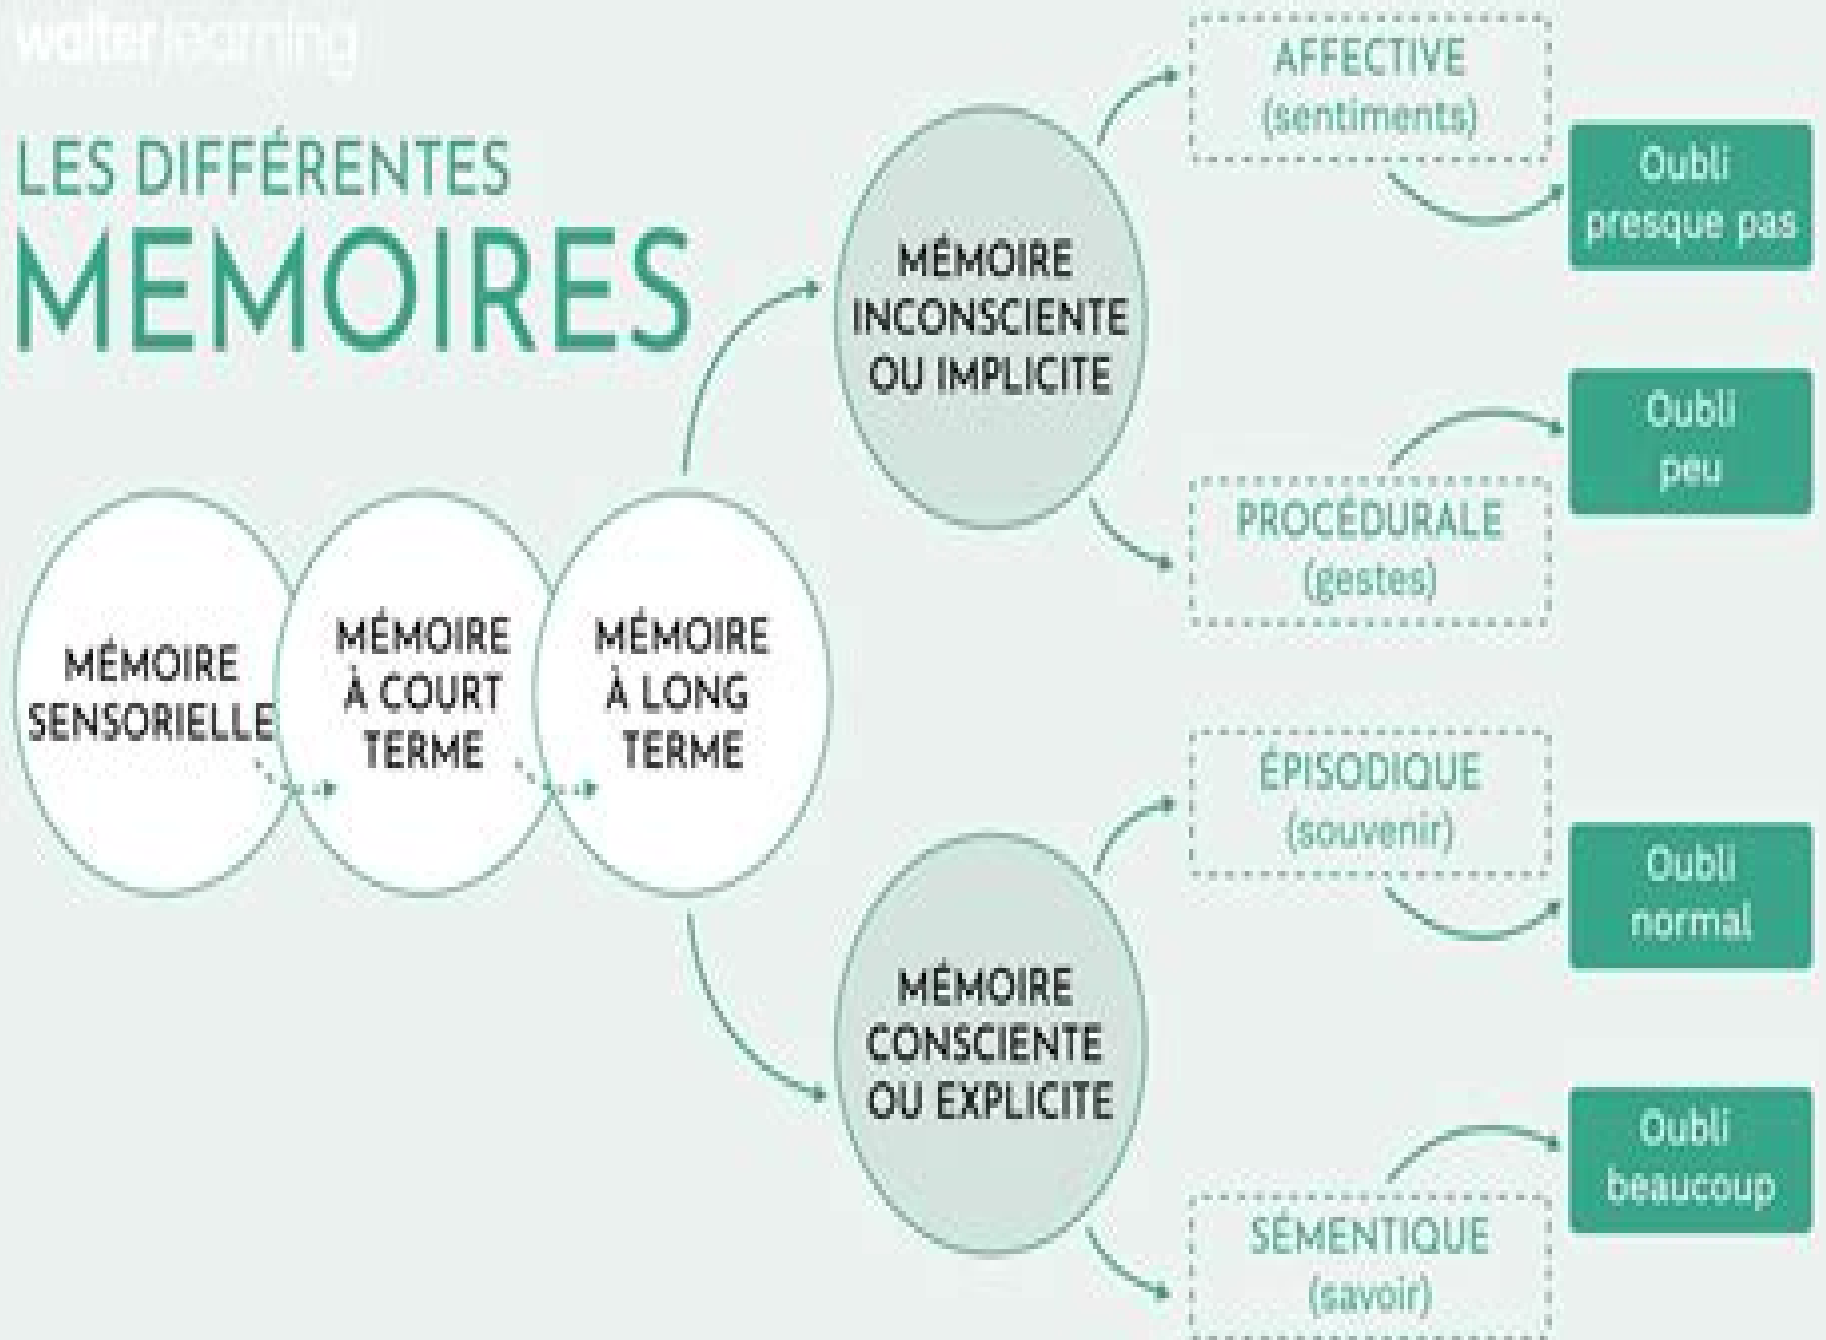 walter learning
LES DIFFÉRENTES
MEMOIRES
MÉMOIRE
SENSORIELLE
MÉMOIRE
À COURT
TERME
MÉMOIRE
À LONG
TERME
MÉMOIRE
INCONSCIENTE
OU IMPLICITE
AFFECTIVE
(sentiments)
Oubli
presque pas
PROCÉDURALE
(gestes)
Oubli
peu
MÉMOIRE
CONSCIENTE
OU EXPLICITE
ÉPISODIQUE
(souvenir)
Oubli
normal
SÉMENTIQUE
(savoir)
Oubli
beaucoup